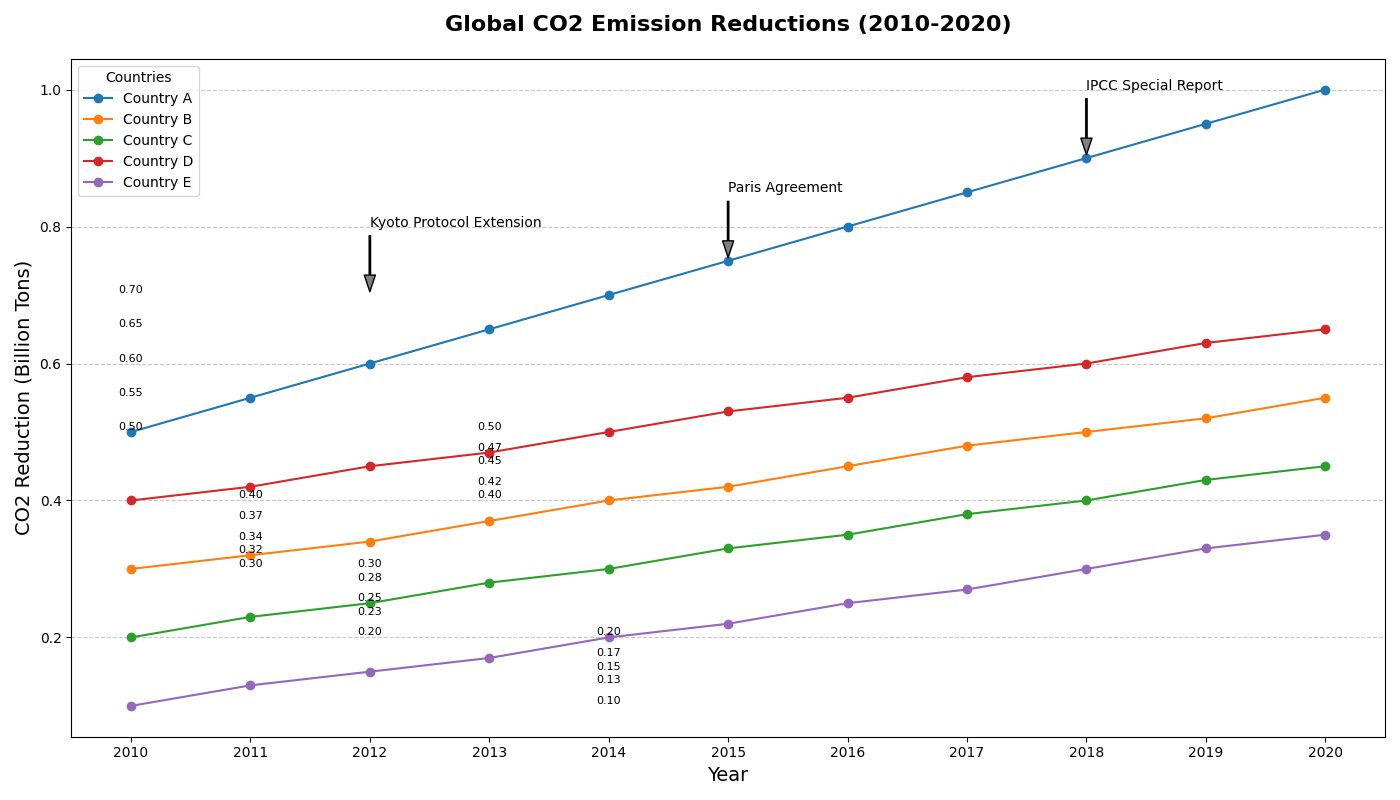 Global CO2 Emission Reductions (2010-2020)
Countries
Country A
Country B
Country C
Country D
Country E
IPCC Special Report
Paris Agreement
Kyoto Protocol Extension
CO2 Reduction (Billion Tons)
1.0
0.8
0.6
0.4
0.2
0.70
0.65
0.60
0.55
0.50
0.40
0.37
0.34
0.32
0.30
0.30
0.28
0.25
0.23
0.20
0.50
0.47
0.45
0.42
0.40
0.20
0.17
0.15
0.13
0.10
2010 2011 2012 2013 2014 2015 2016 2017 2018 2019 2020
Year